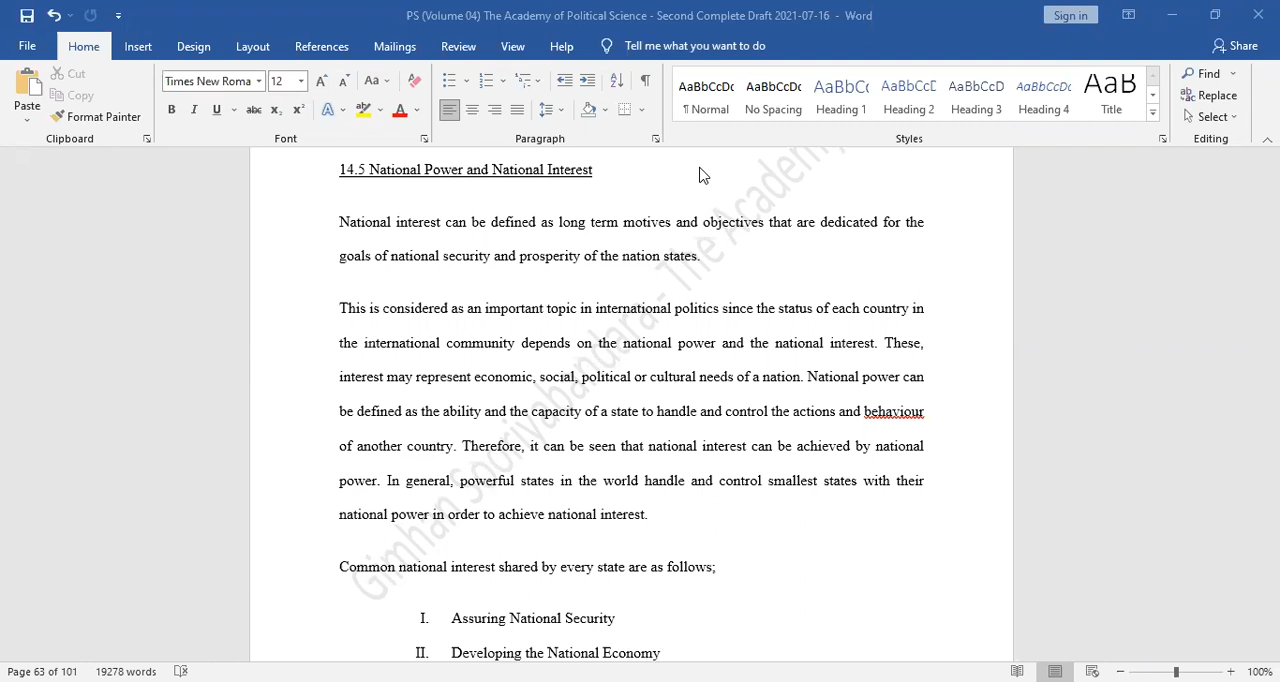 PS (Volume 04) The Academy of Political Science - Second Complete Draft 2021-07-16 - Word
Sign in
File Home Insert Design Layout References Mailings Review View Help Tell me what you want to do
Share
Paste
Cut
Copy
Format Painter
Clipboard
Times New Roma 12
Font
Paragraph
AaBbCcDc AaBbCcDc AaBbCc AaBbCcD AaBbCcD AaBbCcDc AaB
¶ Normal No Spacing Heading 1 Heading 2 Heading 3 Heading 4 Title
Styles
Find
Replace
Select
Editing
14.5 National Power and National Interest
National interest can be defined as long term motives and objectives that are dedicated for the
goals of national security and prosperity of the nation states.
This is considered as an important topic in international politics since the status of each country in
the international community depends on the national power and the national interest. These,
interest may represent economic, social, political or cultural needs of a nation. National power can
be defined as the ability and the capacity of a state to handle and control the actions and behaviour
of another country. Therefore, it can be seen that national interest can be achieved by national
power. In general, powerful states in the world handle and control smallest states with their
national power in order to achieve national interest.
Common national interest shared by every state are as follows;
I. Assuring National Security
II. Developing the National Economy
Gimhan Sooriyabandara - The Academy
Page 63 of 101 19278 words
100%